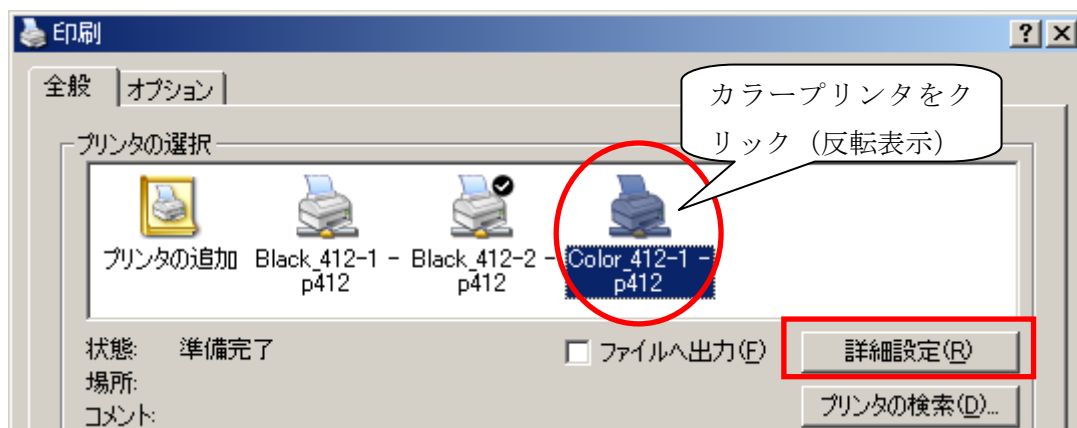 印刷
全般 オプション
カラープリンタをク
リック（反転表示）
プリンタの選択
プリンタの追加
Black_412-1 -
p412
Black_412-2 -
p412
Color_412-1 -
p412
状態: 準備完了
ファイルへ出力(F)
詳細設定(R)
場所:
プリンタの検索(D)...
コメント: